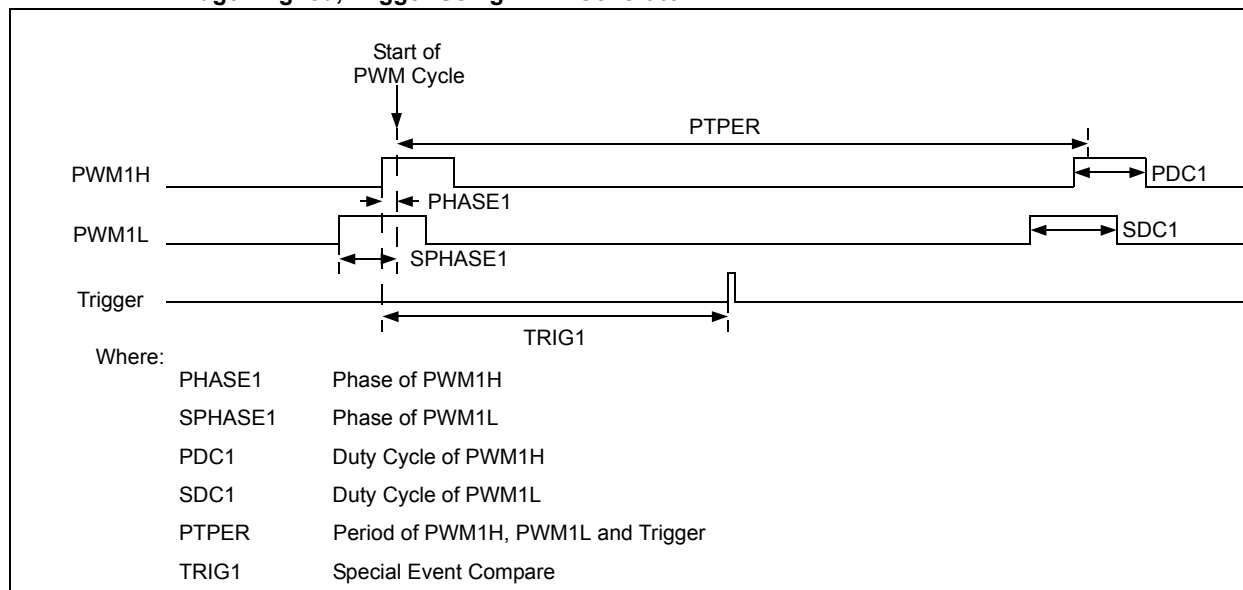 Start of
PWM Cycle
PTPER
PWM1H
PDC1
PHASE1
PWM1L
SDC1
SPHASE1
Trigger
TRIG1
Where:
PHASE1 Phase of PWM1H
SPHASE1 Phase of PWM1L
PDC1 Duty Cycle of PWM1H
SDC1 Duty Cycle of PWM1L
PTPER Period of PWM1H, PWM1L and Trigger
TRIG1 Special Event Compare